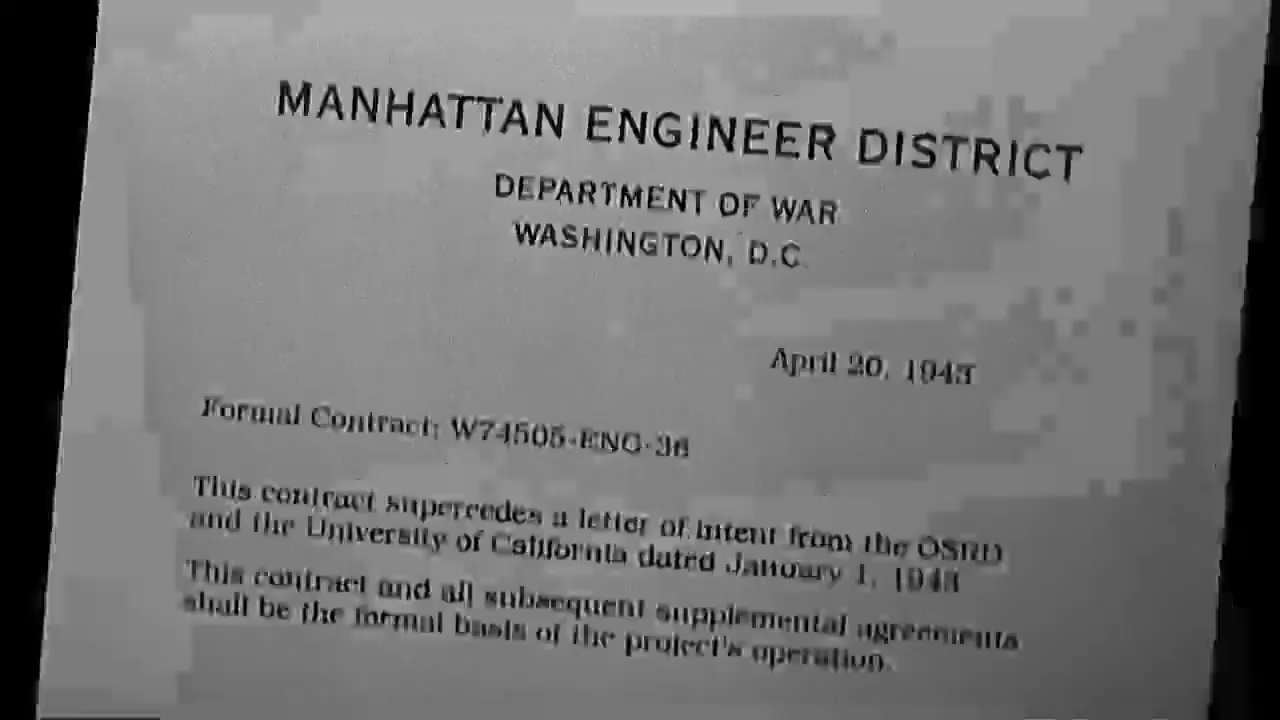 MANHATTAN ENGINEER DISTRICT
DEPARTMENT OF WAR
WASHINGTON, D.C.
April 20, 1943
Formal Contract: W74505-ENG-36
This contract supercedes a letter of intent from the OSRD
and the University of California dated January 1, 1943
This contract and all subsequent supplemental agreements
shall be the formal basis of the project's operation.